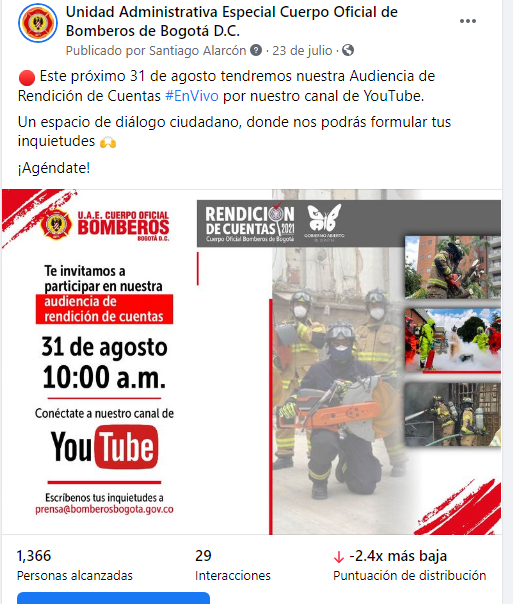 Unidad Administrativa Especial Cuerpo Oficial de
Bomberos de Bogotá D.C.
Publicado por Santiago Alarcón · 23 de julio ·
Este próximo 31 de agosto tendremos nuestra Audiencia de
Rendición de Cuentas #EnVivo por nuestro canal de YouTube.
Un espacio de diálogo ciudadano, donde nos podrás formular tus
inquietudes
¡Agéndate!
U.A.E. CUERPO OFICIAL
BOMBEROS
BOGOTÁ D.C.
RENDICIÓN
DE CUENTAS 2021
Cuerpo Oficial Bomberos de Bogotá
GOBIERNO ABIERTO
DE BOGOTÁ
Te invitamos a
participar en nuestra
audiencia de
rendición de cuentas
31 de agosto
10:00 a.m.
Conéctate a nuestro canal de
YouTube
Escríbenos tus inquietudes a
prensa@bomberosbogota.gov.co
1,366
Personas alcanzadas
29
Interacciones
-2.4x más baja
Puntuación de distribución